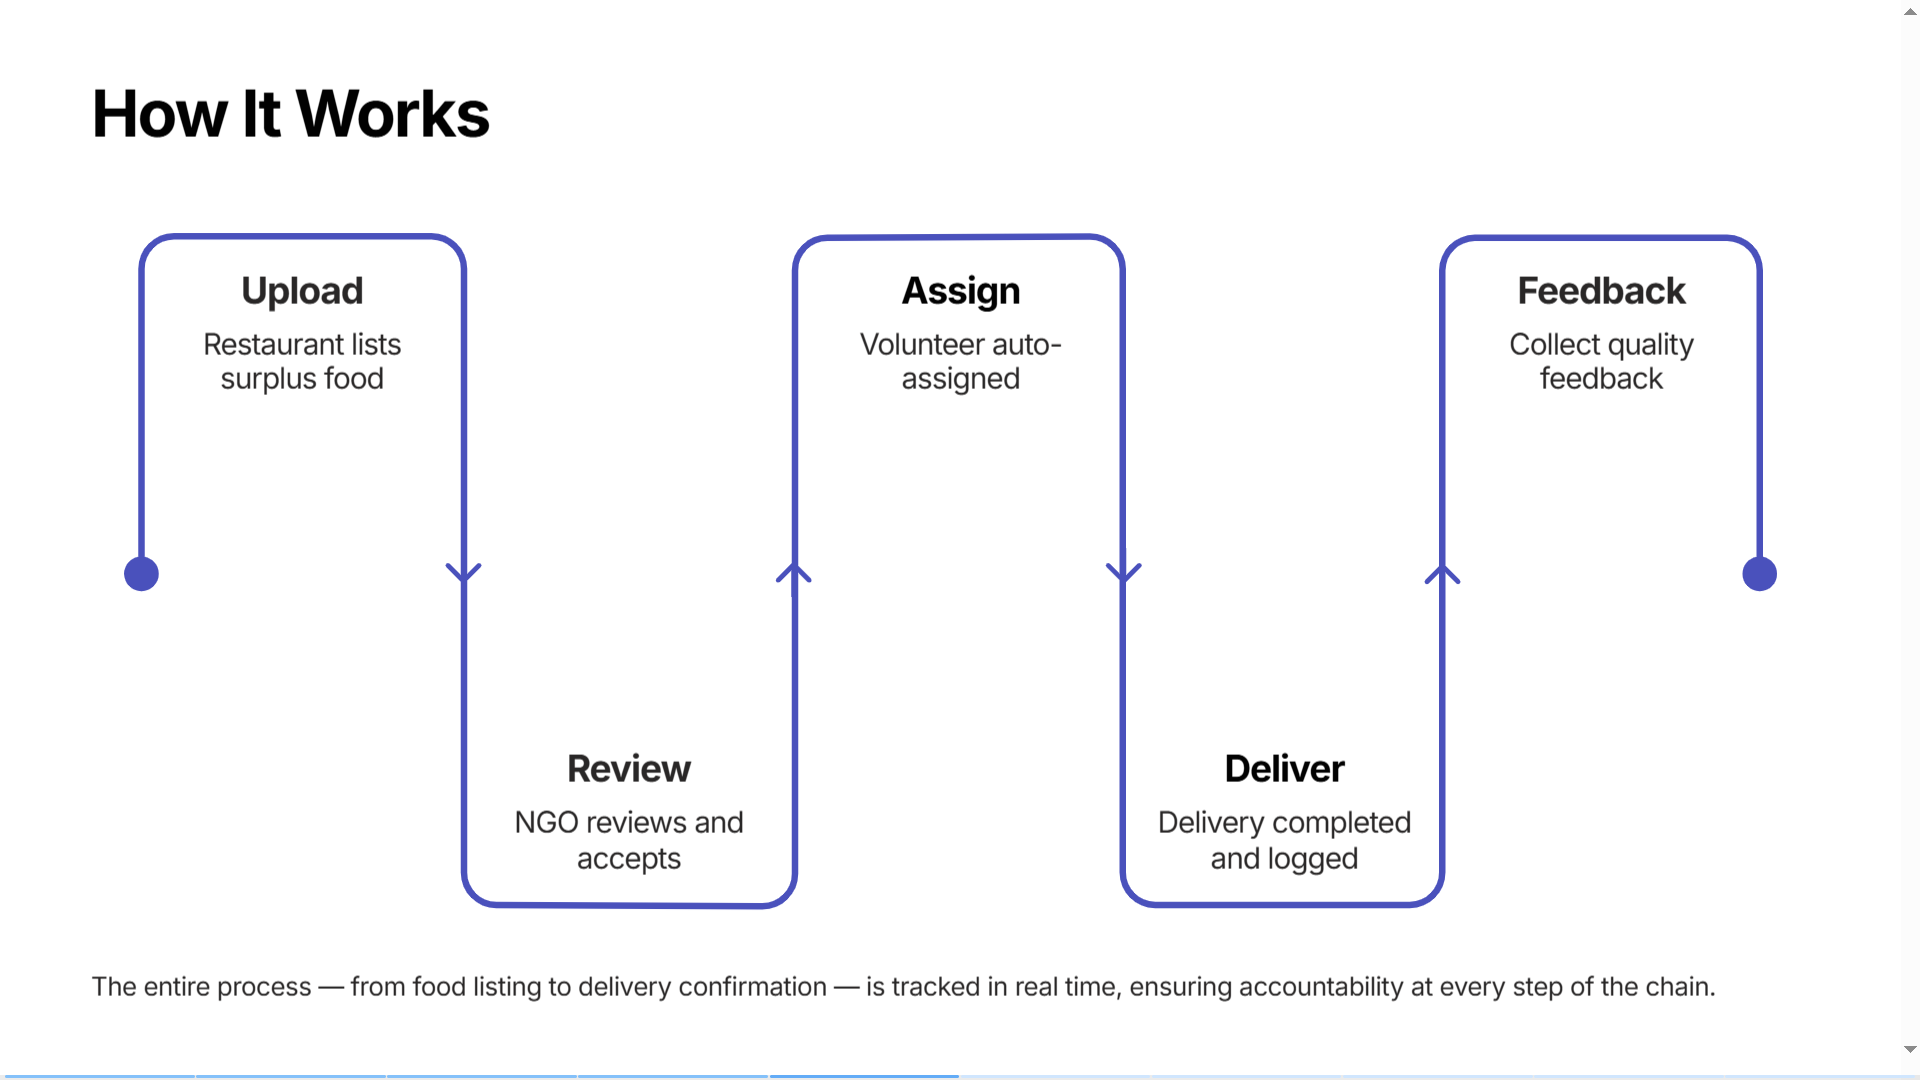 How It Works
Upload
Restaurant lists
surplus food
Review
NGO reviews and
accepts
Assign
Volunteer auto-
assigned
Deliver
Delivery completed
and logged
Feedback
Collect quality
feedback
The entire process — from food listing to delivery confirmation — is tracked in real time, ensuring accountability at every step of the chain.